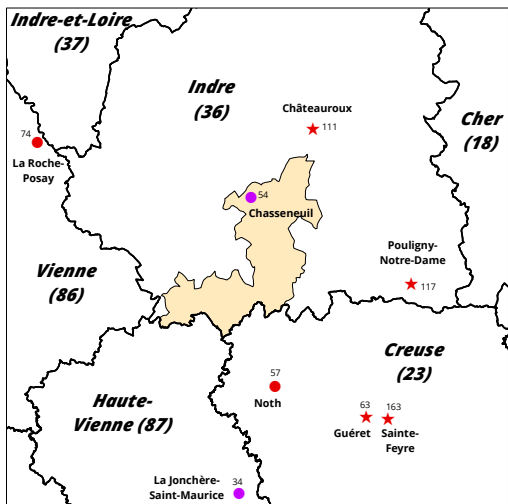 Indre-et-Loire
(37)
Indre
(36)
Châteauroux
111
Cher
(18)
74
La Roche-
Posay
54
Chasseneuil
Pouligny-
Notre-Dame
117
Vienne
(86)
Creuse
(23)
57
Noth
Haute-
Vienne (87)
63
163
Guéret
Sainte-
Feyre
La Jonchère-
Saint-Maurice
34